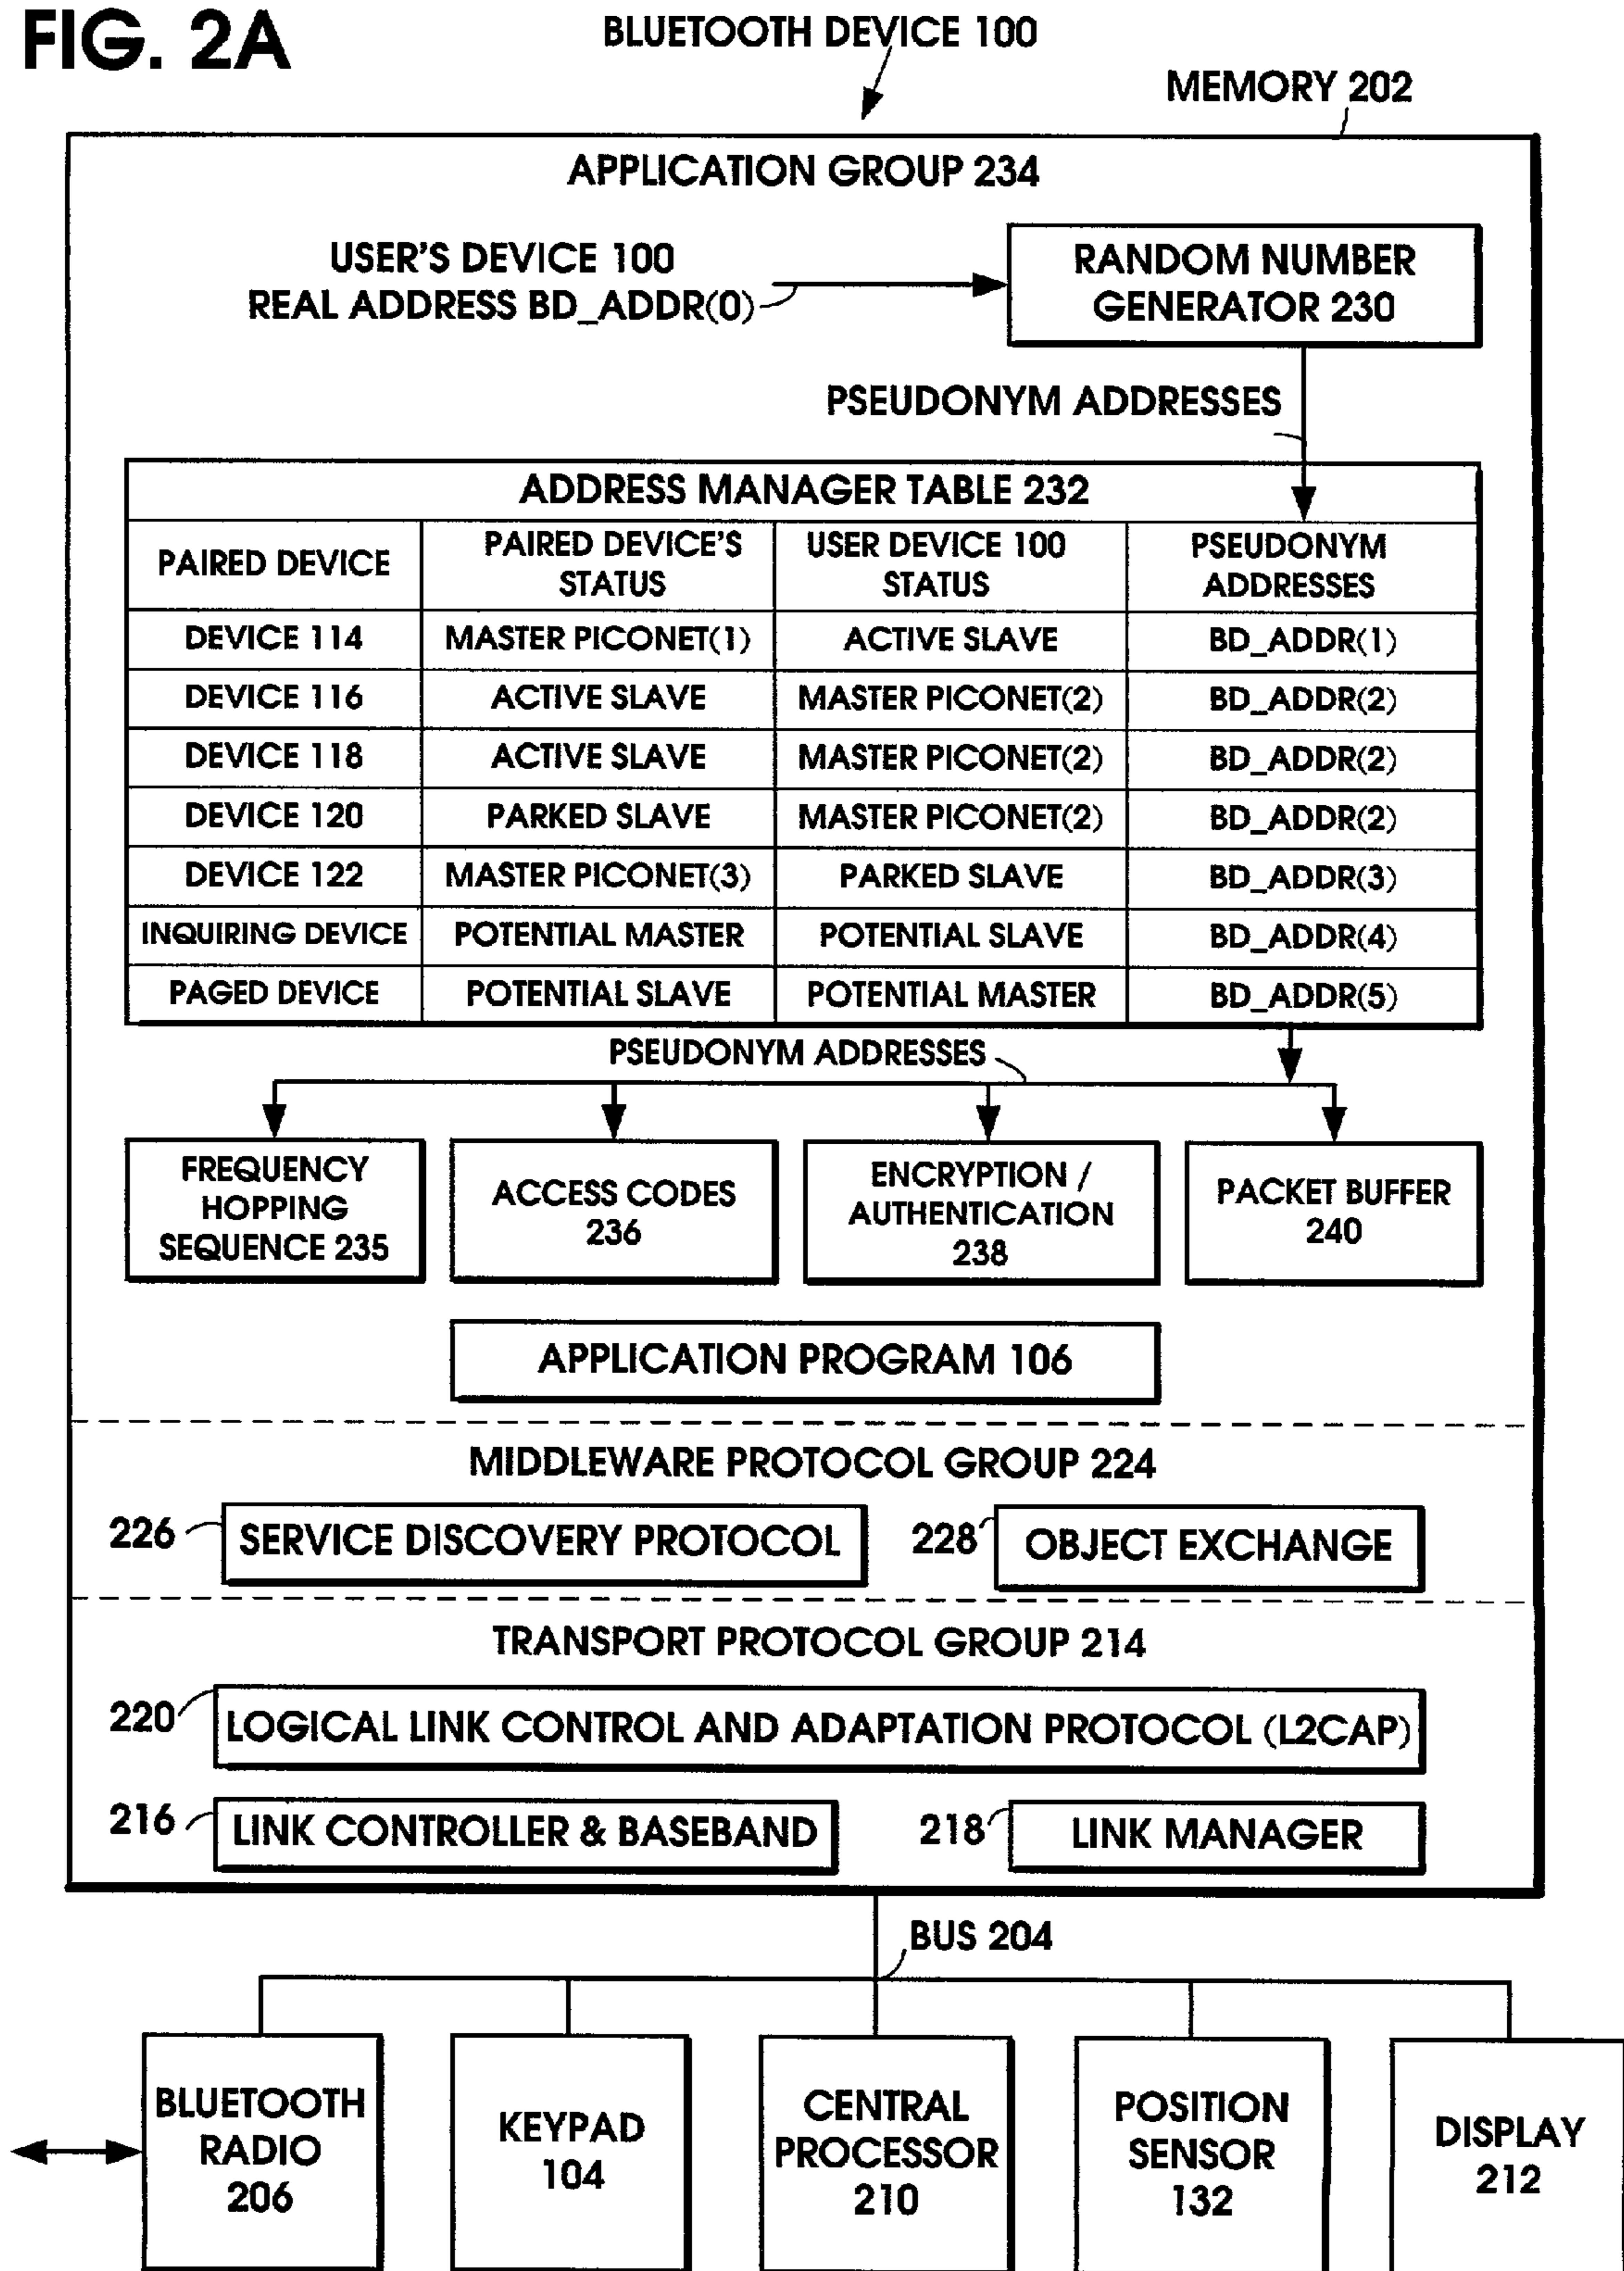 FIG. 2A
BLUETOOTH DEVICE 100
MEMORY 202
APPLICATION GROUP 234
USER'S DEVICE 100
REAL ADDRESS BD_ADDR(0)
RANDOM NUMBER
GENERATOR 230
PSEUDONYM ADDRESSES
ADDRESS MANAGER TABLE 232
PAIRED DEVICE
PAIRED DEVICE'S
STATUS
USER DEVICE 100
STATUS
PSEUDONYM
ADDRESSES
DEVICE 114 MASTER PICONET(1) ACTIVE SLAVE BD_ADDR(1)
DEVICE 116 ACTIVE SLAVE MASTER PICONET(2) BD_ADDR(2)
DEVICE 118 ACTIVE SLAVE MASTER PICONET(2) BD_ADDR(2)
DEVICE 120 PARKED SLAVE MASTER PICONET(2) BD_ADDR(2)
DEVICE 122 MASTER PICONET(3) PARKED SLAVE BD_ADDR(3)
INQUIRING DEVICE POTENTIAL MASTER POTENTIAL SLAVE BD_ADDR(4)
PAGED DEVICE POTENTIAL SLAVE POTENTIAL MASTER BD_ADDR(5)
PSEUDONYM ADDRESSES
FREQUENCY
HOPPING
SEQUENCE 235
ACCESS CODES
236
ENCRYPTION /
AUTHENTICATION
238
PACKET BUFFER
240
APPLICATION PROGRAM 106
MIDDLEWARE PROTOCOL GROUP 224
226 SERVICE DISCOVERY PROTOCOL
228 OBJECT EXCHANGE
TRANSPORT PROTOCOL GROUP 214
220 LOGICAL LINK CONTROL AND ADAPTATION PROTOCOL (L2CAP)
216 LINK CONTROLLER & BASEBAND
218 LINK MANAGER
BUS 204
BLUETOOTH
RADIO
206
KEYPAD
104
CENTRAL
PROCESSOR
210
POSITION
SENSOR
132
DISPLAY
212